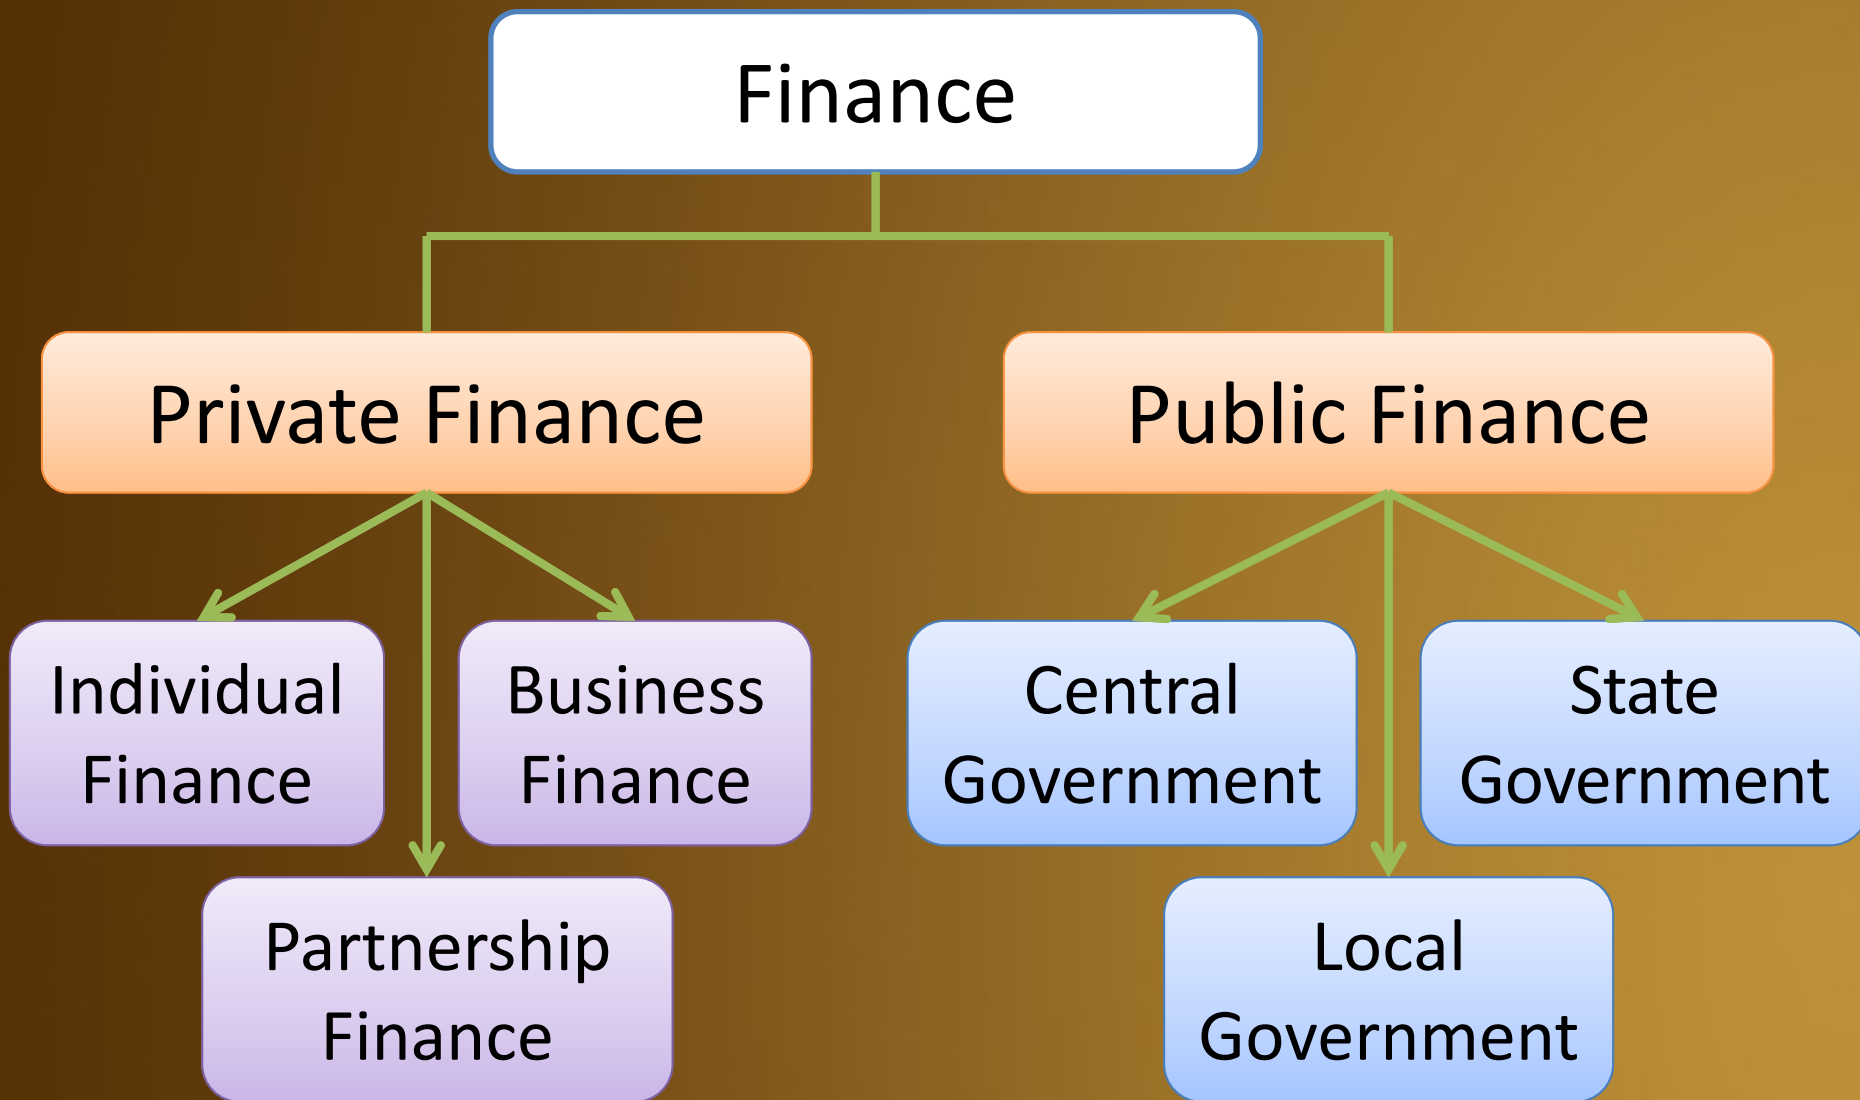 Finance
Private Finance
Public Finance
Individual
Finance
Business
Finance
Central
Government
State
Government
Partnership
Finance
Local
Government